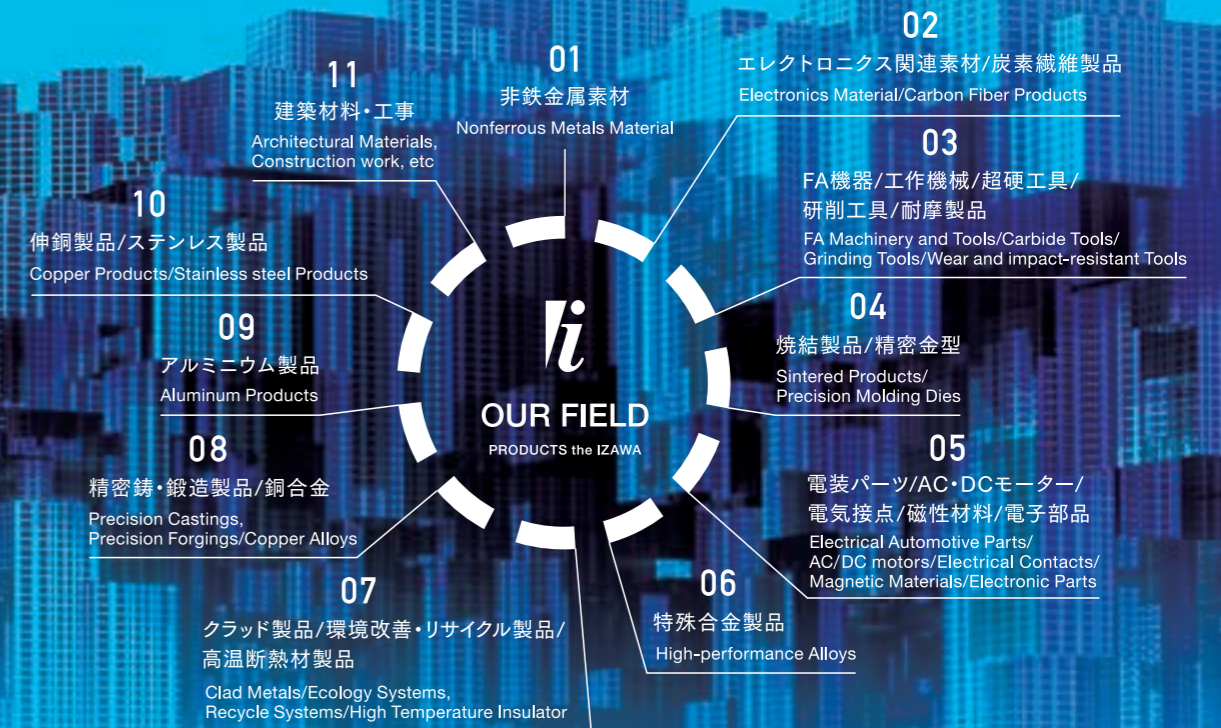 01
非鉄金属素材
Nonferrous Metals Material
02
エレクトロニクス関連素材/炭素繊維製品
Electronics Material/Carbon Fiber Products
03
FA機器/工作機械/超硬工具/
研削工具/耐摩製品
FA Machinery and Tools/Carbide Tools/
Grinding Tools/Wear and impact-resistant Tools
04
焼結製品/精密金型
Sintered Products/
Precision Molding Dies
05
電装パーツ/AC・DCモーター/
電気接点/磁性材料/電子部品
Electrical Automotive Parts/
AC/DC motors/Electrical Contacts/
Magnetic Materials/Electronic Parts
06
特殊合金製品
High-performance Alloys
07
クラッド製品/環境改善・リサイクル製品/
高温断熱材製品
Clad Metals/Ecology Systems,
Recycle Systems/High Temperature Insulator
08
精密鋳・鍛造製品/銅合金
Precision Castings,
Precision Forgings/Copper Alloys
09
アルミニウム製品
Aluminum Products
10
伸銅製品/ステンレス製品
Copper Products/Stainless steel Products
11
建築材料・工事
Architectural Materials,
Construction work, etc
i
OUR FIELD
PRODUCTS the IZAWA